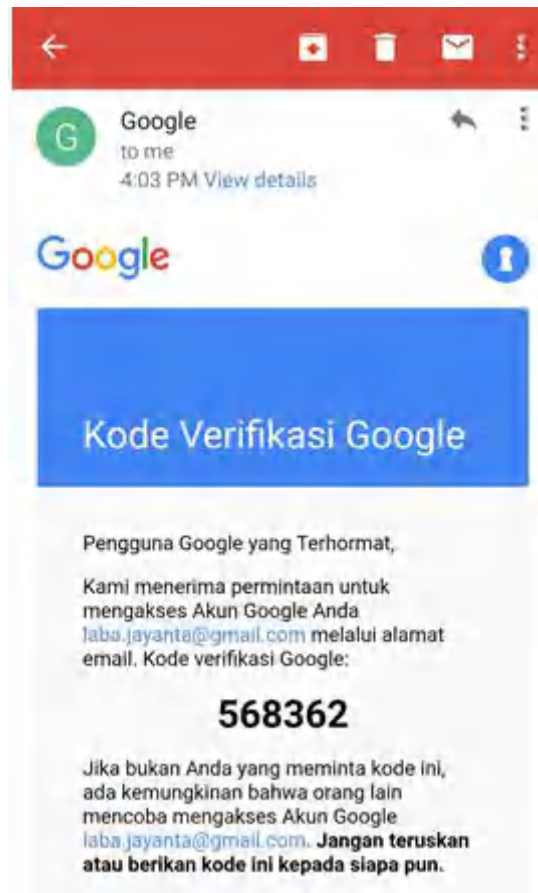 Google
to me
4:03 PM View details
Google
Kode Verifikasi Google
Pengguna Google yang Terhormat,
Kami menerima permintaan untuk
mengakses Akun Google Anda
laba.jayanta@gmail.com melalui alamat
email. Kode verifikasi Google:
568362
Jika bukan Anda yang meminta kode ini,
ada kemungkinan bahwa orang lain
mencoba mengakses Akun Google
laba.jayanta@gmail.com. Jangan teruskan
atau berikan kode ini kepada siapa pun.